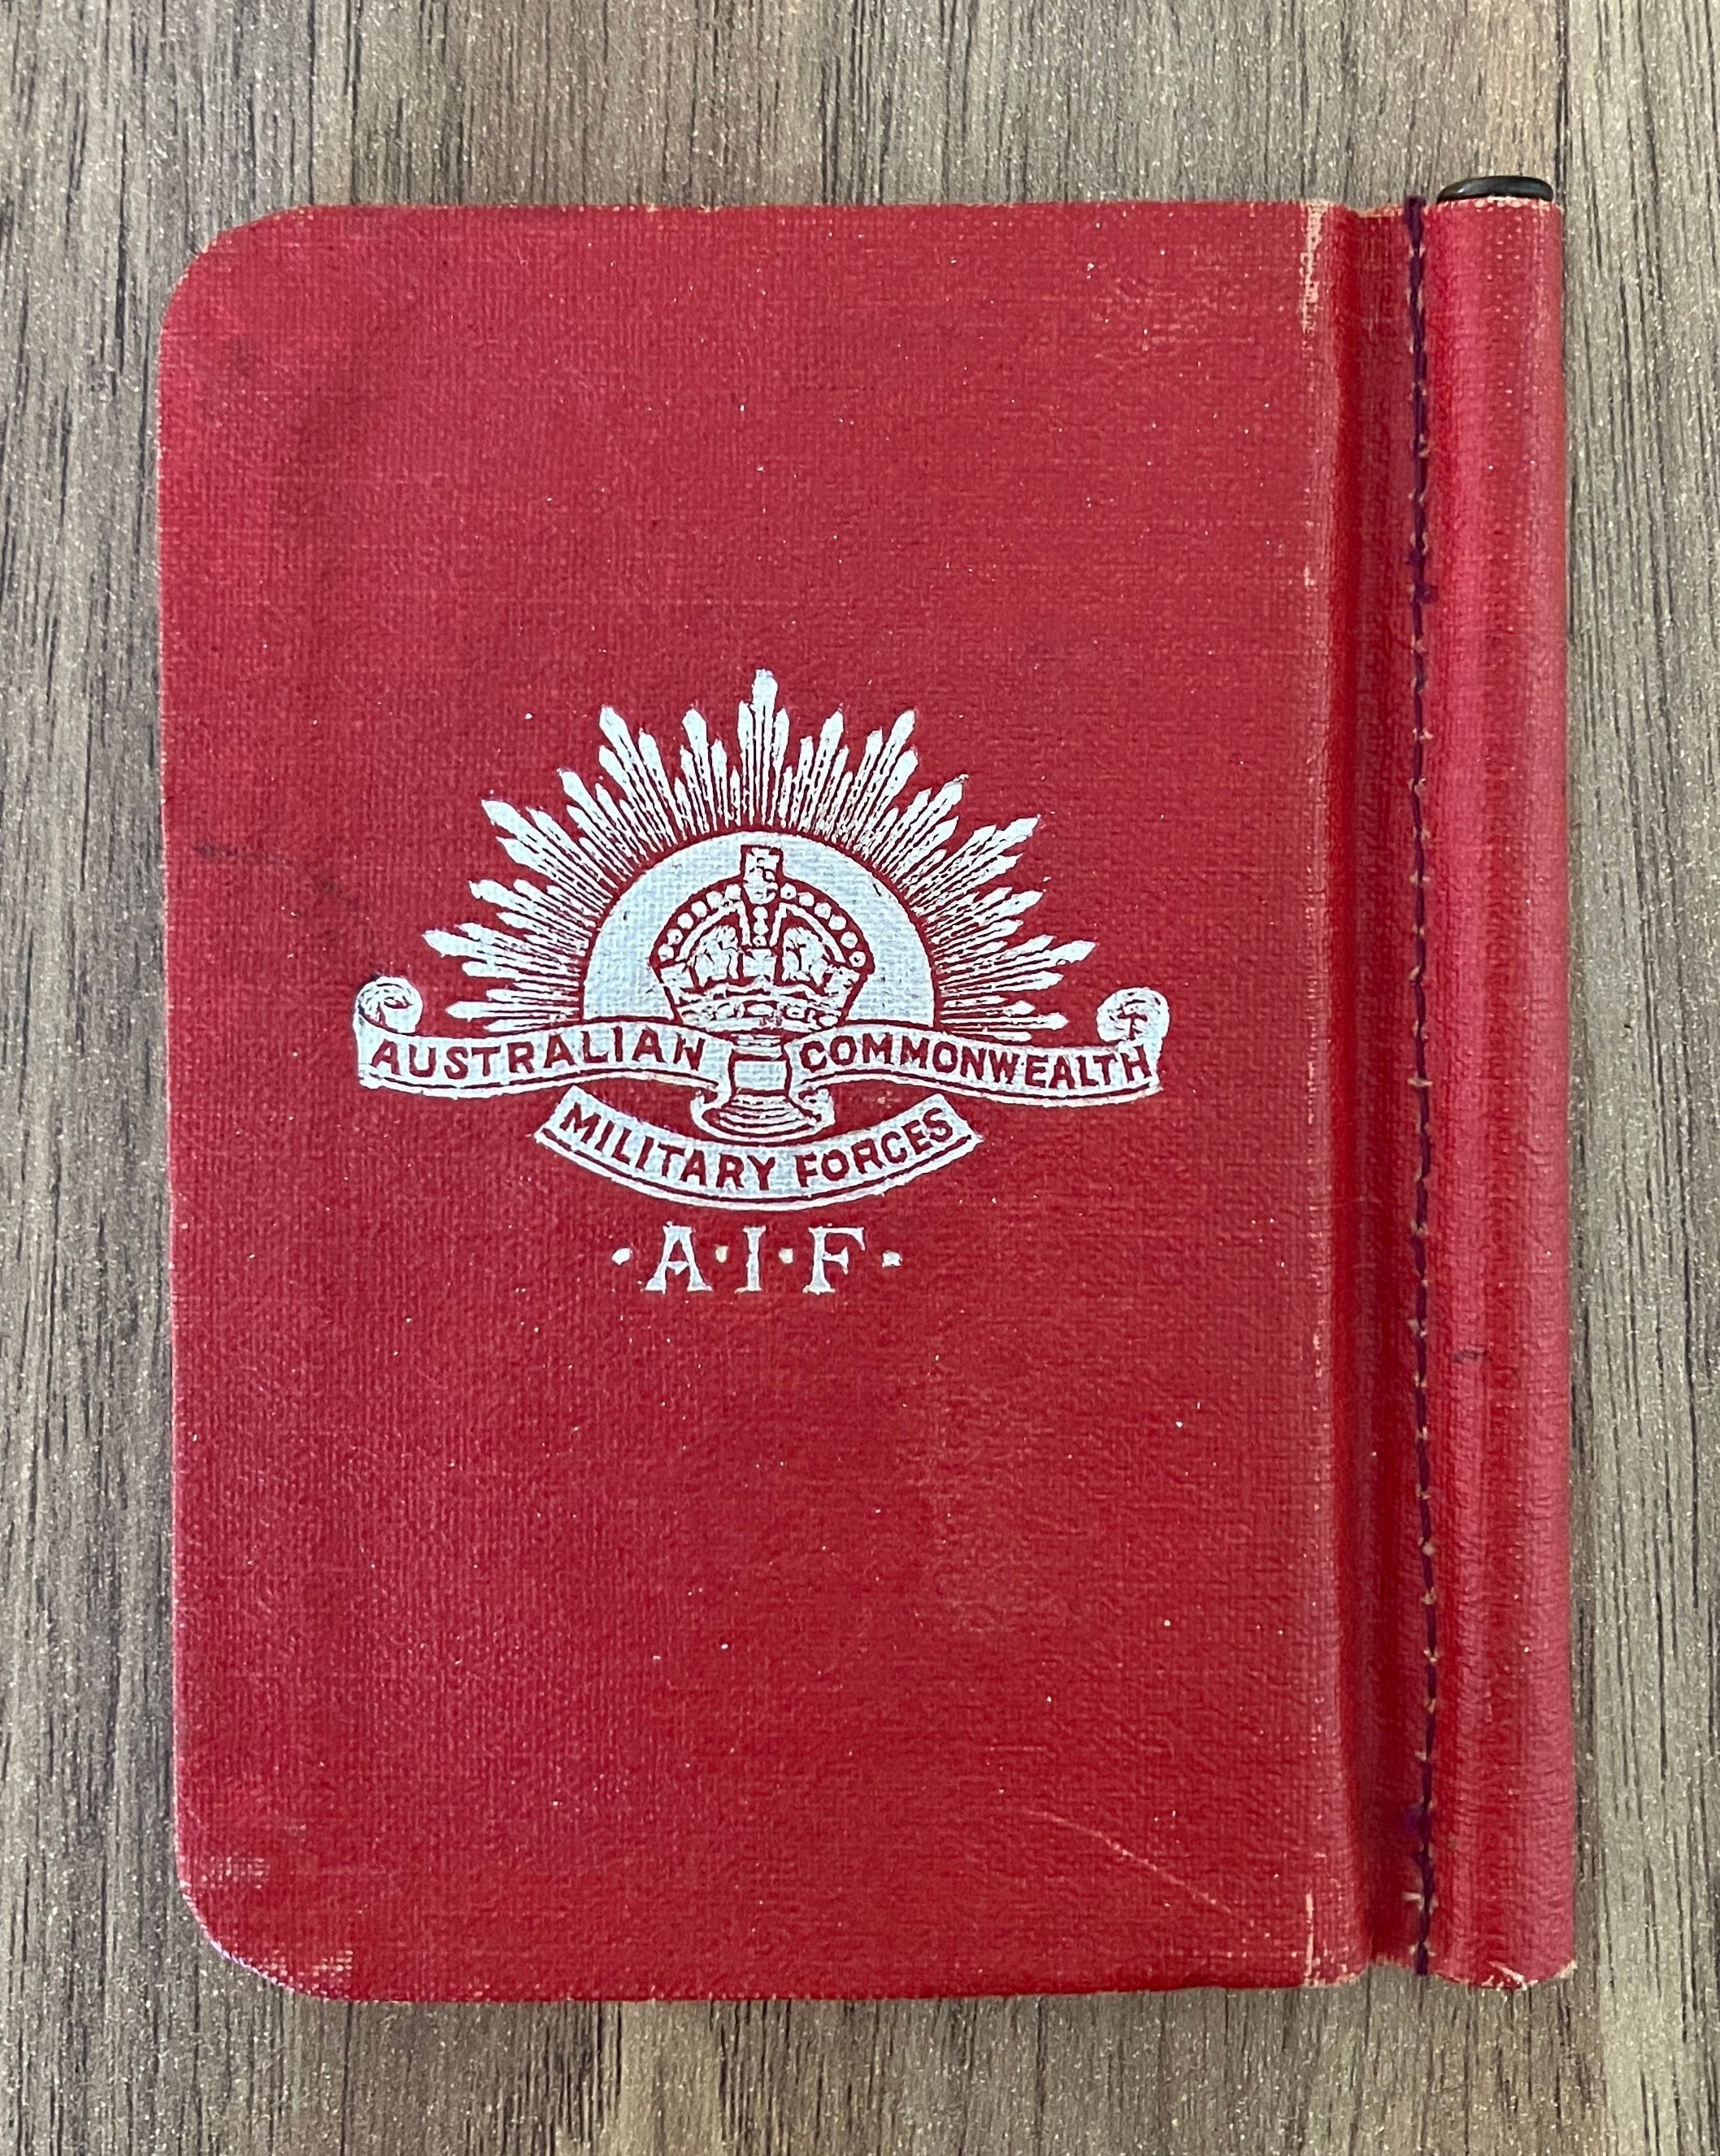 AUSTRALIAN COMMONWEALTH
MILITARY FORCES
·A·I·F·